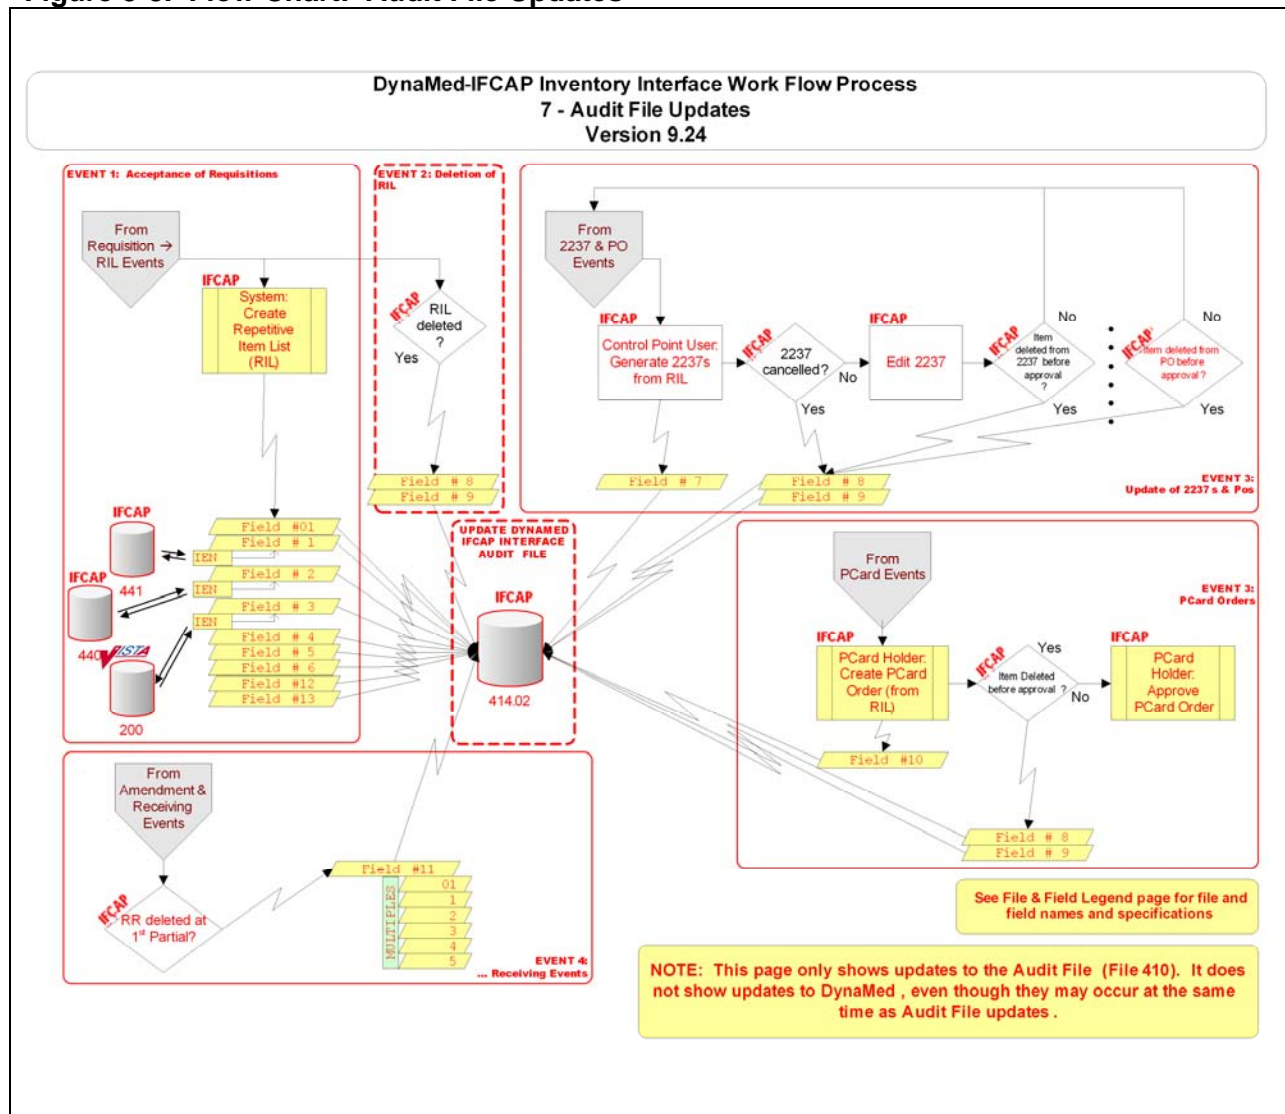 DynaMed-IFCAP Inventory Interface Work Flow Process
7 - Audit File Updates
Version 9.24
EVENT 1: Acceptance of Requisitions
From
Requisition →
RIL Events
IFCAP
System:
Create
Repetitive
Item List
(RIL)
Field #01
Field # 1
IEN
Field # 2
IEN
Field # 3
IEN
Field # 4
Field # 5
Field # 6
Field #12
Field #13
IFCAP
441
IFCAP
440
VISTA
200
EVENT 2: Deletion of
RIL
IFCAP
RIL
deleted
?
Yes
Field # 8
Field # 9
UPDATE DYNAMED
IFCAP INTERFACE
AUDIT FILE
IFCAP
414.02
From
2237 & PO
Events
IFCAP
Control Point User:
Generate 2237s
from RIL
IFCAP
2237
cancelled?
No
Yes
IFCAP
Edit 2237
IFCAP
Item
deleted from
2237 before
approval
?
No
Yes
IFCAP
Item deleted from
PO before
approval?
No
Yes
Field # 7
Field # 8
Field # 9
EVENT 3:
Update of 2237s & Pos
From
PCard Events
EVENT 3:
PCard Orders
IFCAP
PCard Holder:
Create PCard
Order (from
RIL)
IFCAP
Item Deleted
before approval ?
Yes
No
IFCAP
PCard
Holder:
Approve
PCard Order
Field #10
Field # 8
Field # 9
From
Amendment &
Receiving
Events
IFCAP
RR deleted at
1st Partial?
Field #11
MULTIPLES
01
1
2
3
4
5
EVENT 4:
... Receiving Events
See File & Field Legend page for file and
field names and specifications
NOTE: This page only shows updates to the Audit File (File 410). It does
not show updates to DynaMed , even though they may occur at the same
time as Audit File updates .